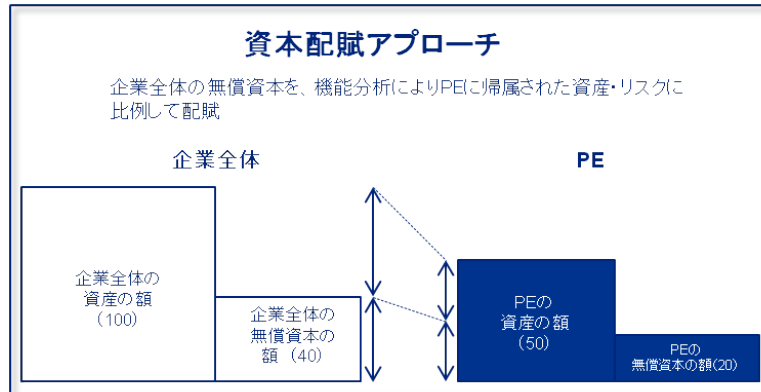 資本配賦アプローチ
企業全体の無償資本を、機能分析によりPEに帰属された資産・リスクに
比例して配賦
企業全体
PE
企業全体の
資産の額
(100)
企業全体の
無償資本の
額 (40)
PEの
資産の額
(50)
PEの
無償資本の額(20)